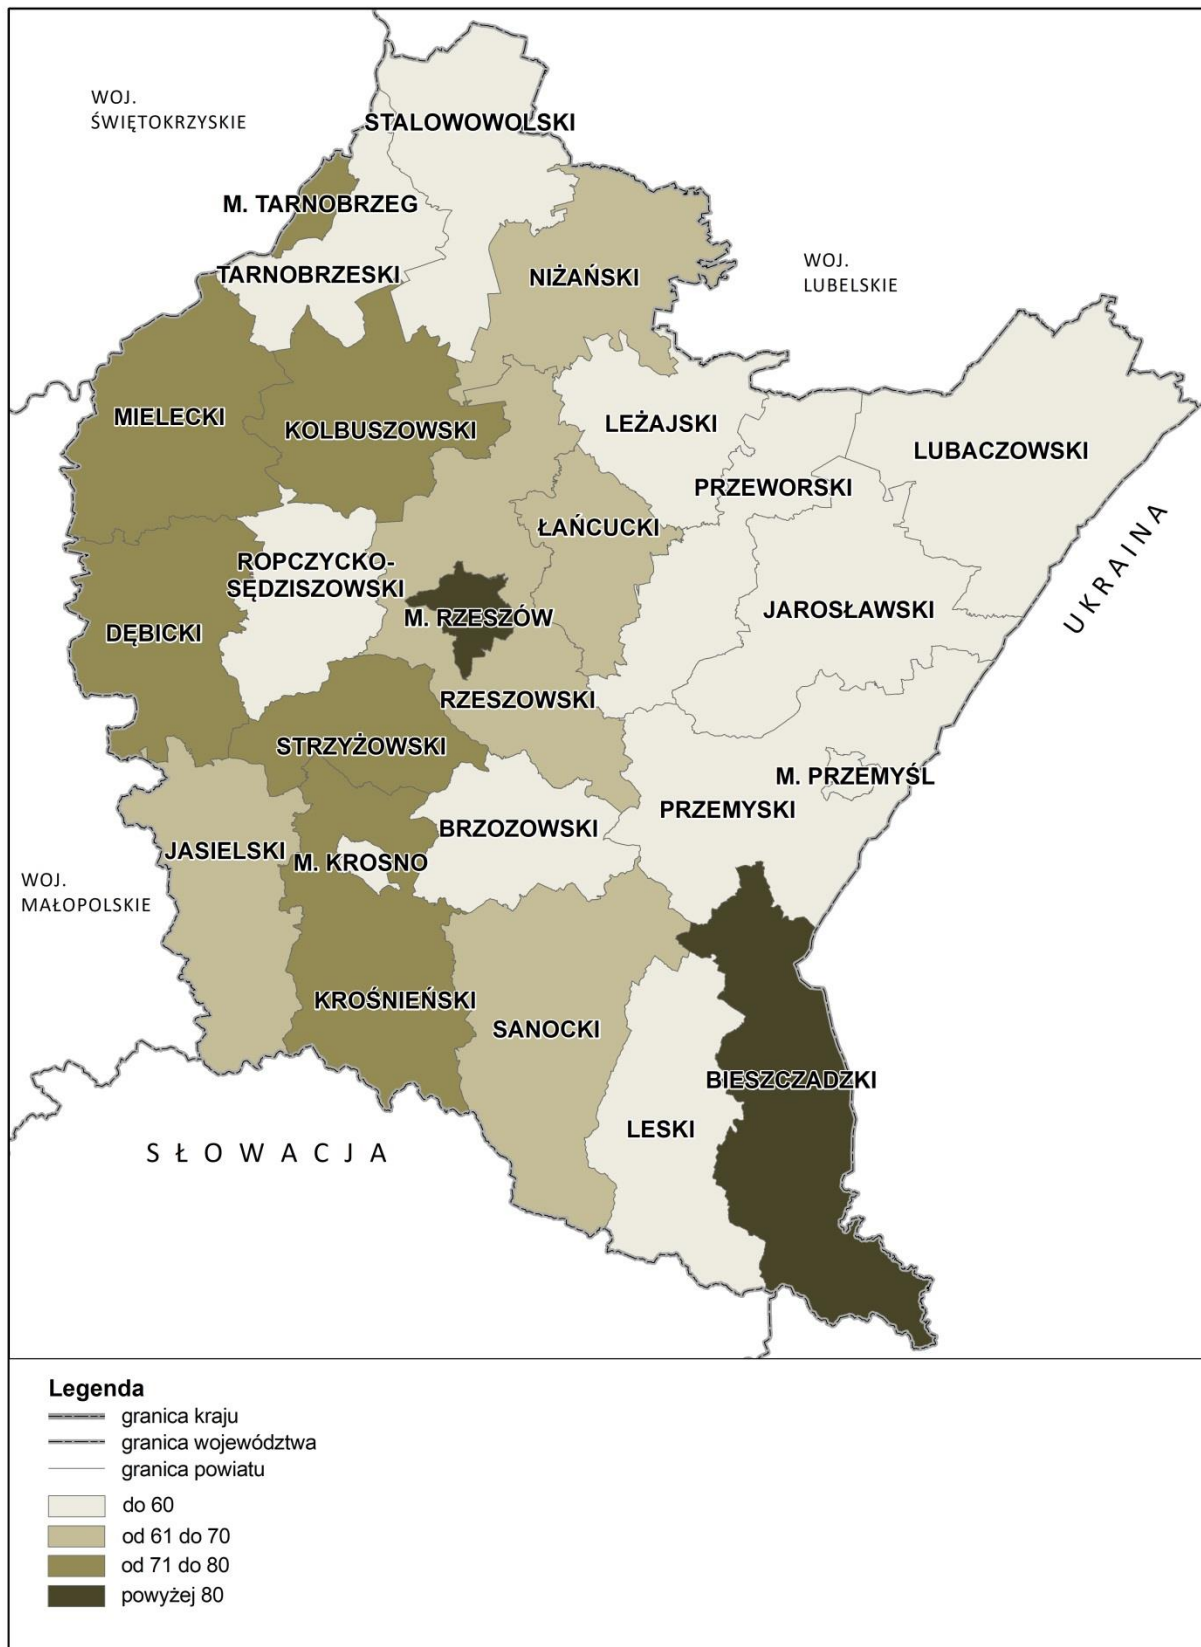 WOJ.
ŚWIĘTOKRZYSKIE
STALOWOWOLSKI
M. TARNOBRZEG
TARNOBRZESKI
NIŻAŃSKI
WOJ.
LUBELSKIE
MIELECKI
KOLBUSZOWSKI
LEŻAJSKI
LUBACZOWSKI
PRZEWORSKI
ŁAŃCUCKI
ROPCZYCKO-
SĘDZISZOWSKI
M. RZESZÓW
JAROSŁAWSKI
UKRAINA
DĘBICKI
RZESZOWSKI
STRZYŻOWSKI
M. PRZEMYŚL
PRZEMYSKI
BRZOZOWSKI
JASIELSKI
M. KROSNO
WOJ.
MAŁOPOLSKIE
KROŚNIEŃSKI
SANOCKI
BIESZCZADZKI
LESKI
SŁOWACJA
Legenda
granica kraju
granica województwa
granica powiatu
do 60
od 61 do 70
od 71 do 80
powyżej 80